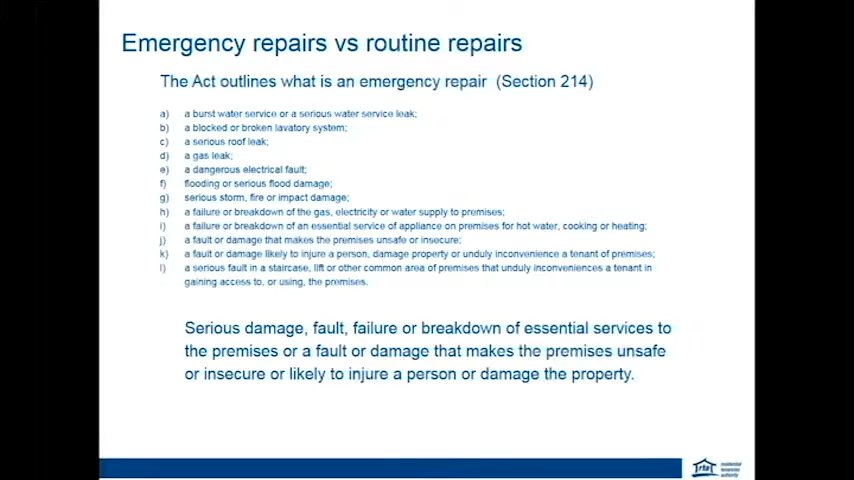 Emergency repairs vs routine repairs
The Act outlines what is an emergency repair (Section 214)
a) a burst water service or a serious water service leak;
b) a blocked or broken lavatory system;
c) a serious roof leak;
d) a gas leak;
e) a dangerous electrical fault;
f) flooding or serious flood damage;
g) serious storm, fire or impact damage;
h) a failure or breakdown of the gas, electricity or water supply to premises;
i) a failure or breakdown of an essential service of appliance on premises for hot water, cooking or heating;
j) a fault or damage that makes the premises unsafe or insecure;
k) a fault or damage likely to injure a person, damage property or unduly inconvenience a tenant of premises;
l) a serious fault in a staircase, lift or other common area of premises that unduly inconveniences a tenant in
gaining access to, or using, the premises.
Serious damage, fault, failure or breakdown of essential services to
the premises or a fault or damage that makes the premises unsafe
or insecure or likely to injure a person or damage the property.
rta
residential
tenancies
authority